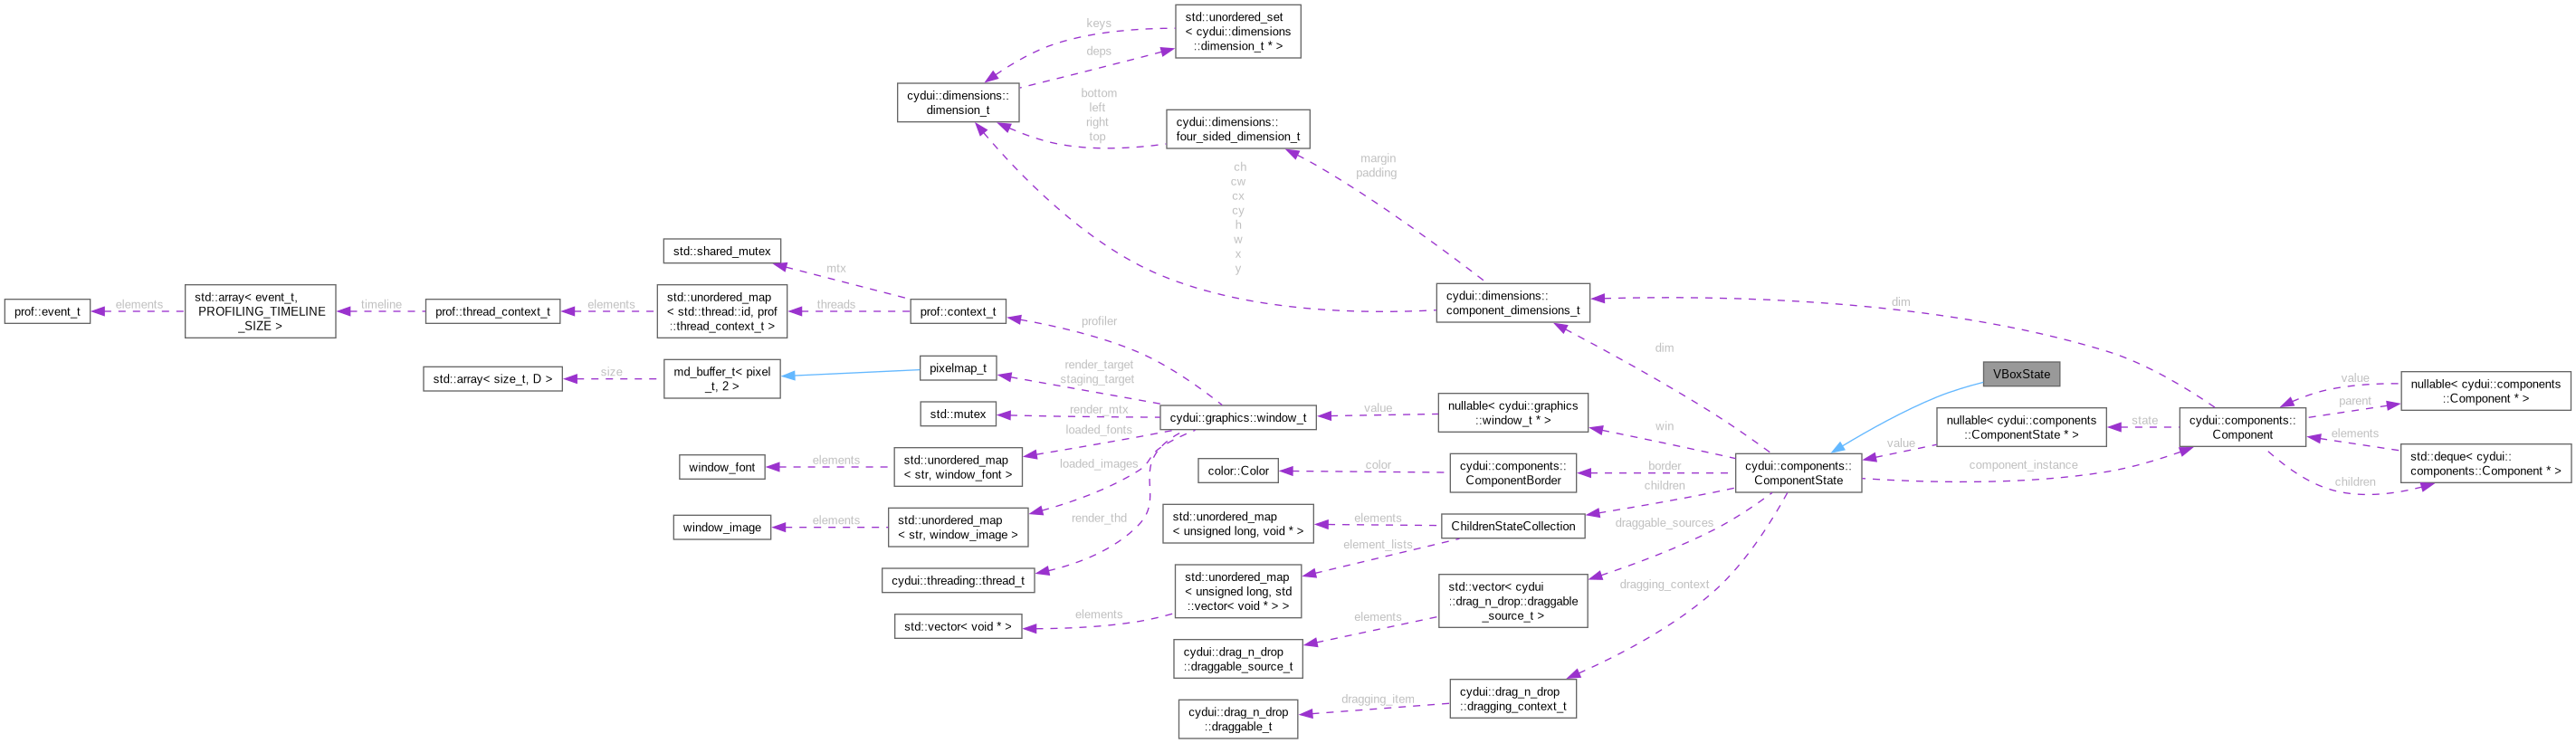 keys
std::unordered_set
< cydui::dimensions
::dimension_t * >
deps
cydui::dimensions::
dimension_t
bottom
left
right
top
cydui::dimensions::
four_sided_dimension_t
margin
padding
ch
cw
cx
cy
h
w
x
y
std::shared_mutex
mtx
prof::event_t
elements
std::array< event_t,
PROFILING_TIMELINE
_SIZE >
timeline
prof::thread_context_t
elements
std::unordered_map
< std::thread::id, prof
::thread_context_t >
threads
prof::context_t
profiler
cydui::dimensions::
component_dimensions_t
dim
dim
std::array< size_t, D >
size
md_buffer_t< pixel
_t, 2 >
pixelmap_t
render_target
staging_target
std::mutex
render_mtx
cydui::graphics::window_t
value
nullable< cydui::graphics
::window_t * >
win
VBoxState
nullable< cydui::components
::ComponentState * >
state
value
cydui::components::
Component
value
parent
nullable< cydui::components
::Component * >
elements
children
std::deque< cydui::
components::Component * >
component_instance
loaded_fonts
window_font
elements
std::unordered_map
< str, window_font >
loaded_images
color::Color
color
cydui::components::
ComponentBorder
border
cydui::components::
ComponentState
children
window_image
elements
std::unordered_map
< str, window_image >
render_thd
std::unordered_map
< unsigned long, void * >
elements
ChildrenStateCollection
draggable_sources
element_lists
cydui::threading::thread_t
std::unordered_map
< unsigned long, std
::vector< void * > >
std::vector< cydui
::drag_n_drop::draggable
_source_t >
dragging_context
std::vector< void * >
elements
elements
cydui::drag_n_drop
::draggable_source_t
cydui::drag_n_drop
::draggable_t
dragging_item
cydui::drag_n_drop
::dragging_context_t